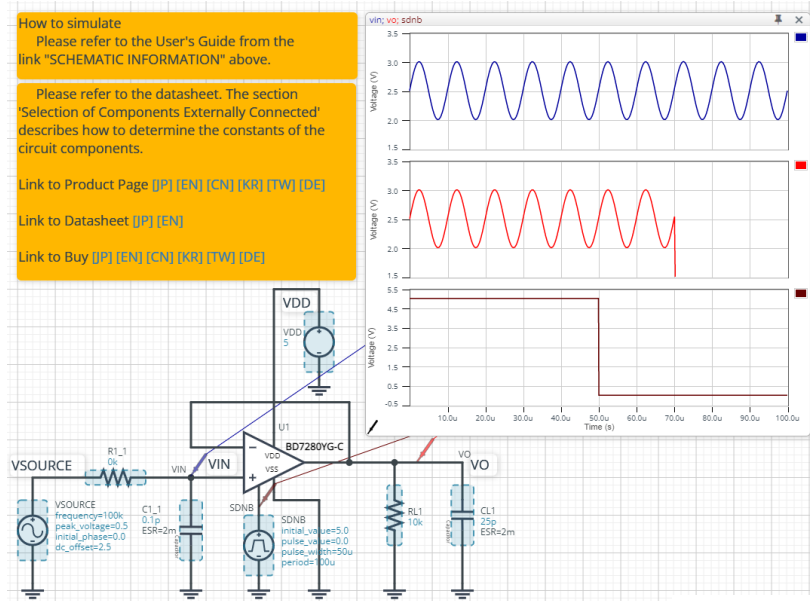 How to simulate
Please refer to the User's Guide from the
link "SCHEMATIC INFORMATION" above.
Please refer to the datasheet. The section
'Selection of Components Externally Connected'
describes how to determine the constants of the
circuit components.
Link to Product Page [JP] [EN] [CN] [KR] [TW] [DE]
Link to Datasheet [JP] [EN]
Link to Buy [JP] [EN] [CN] [KR] [TW] [DE]
vin; vo; sdnb
Voltage (V)
3.5
3.0
2.5
2.0
1.5
Voltage (V)
3.5
3.0
2.5
2.0
1.5
Voltage (V)
5.5
4.5
3.5
2.5
1.5
0.5
-0.5
10.0u 20.0u 30.0u 40.0u 50.0u 60.0u 70.0u 80.0u 90.0u 100.0u
Time (s)
VDD
VDD
5
U1
BD7280YG-C
VDD
VSS
R1_1
0k
VSOURCE
VIN
VIN
VO
VO
VSOURCE
frequency=100k
peak_voltage=0.5
initial_phase=0.0
dc_offset=2.5
C1_1
0.1p
ESR=2m
Capacitor
SDNB
SDNB
initial_value=5.0
pulse_value=0.0
pulse_width=50u
period=100u
RL1
10k
CL1
25p
ESR=2m
Capacitor